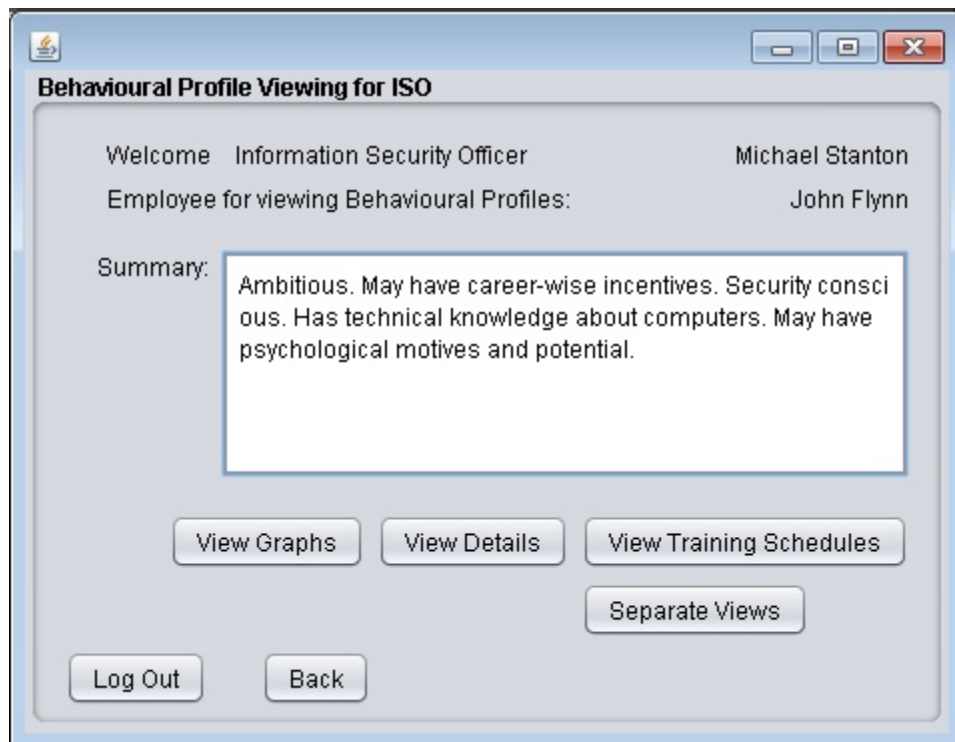 Behavioural Profile Viewing for ISO
Welcome Information Security Officer Michael Stanton
Employee for viewing Behavioural Profiles: John Flynn
Summary:
Ambitious. May have career-wise incentives. Security consci
ous. Has technical knowledge about computers. May have
psychological motives and potential.
View Graphs View Details View Training Schedules
Separate Views
Log Out Back